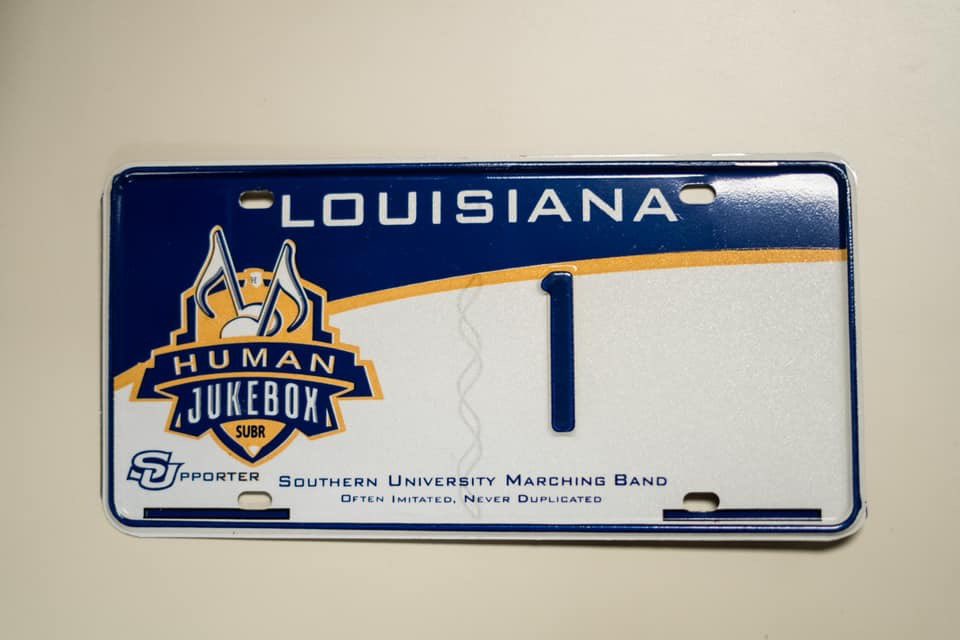 LOUISIANA
1
HUMAN
JUKEBOX
SUBR
SUPPORTER
SOUTHERN UNIVERSITY MARCHING BAND
OFTEN IMITATED, NEVER DUPLICATED